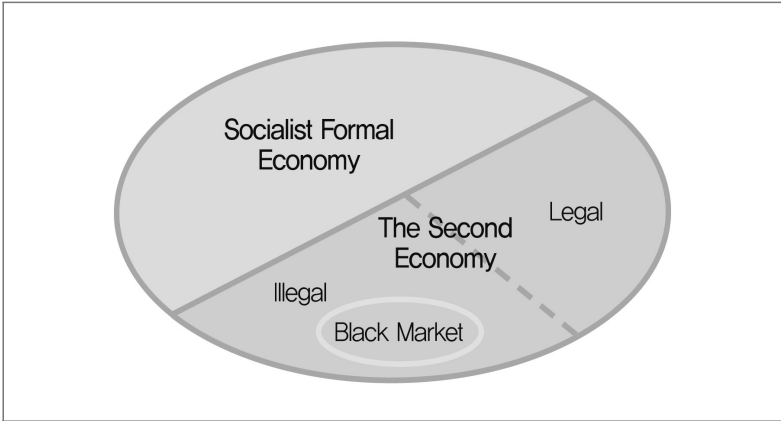 Socialist Formal
Economy
Legal
The Second
Economy
Illegal
Black Market